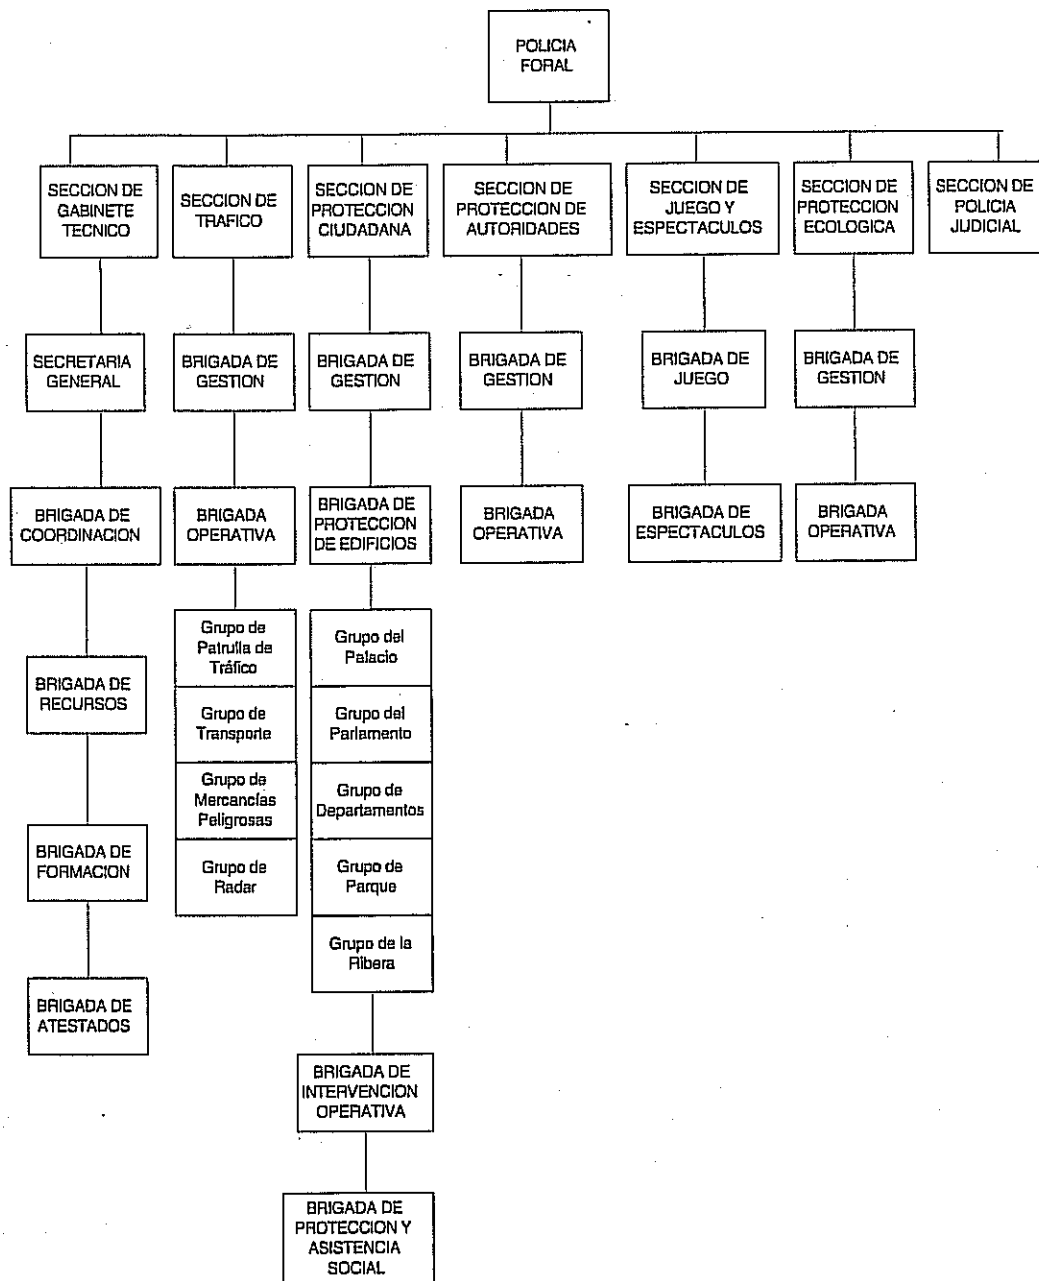 POLICIA
FORAL
SECCION DE
GABINETE
TECNICO
SECCION DE
TRAFICO
SECCION DE
PROTECCION
CIUDADANA
SECCION DE
PROTECCION DE
AUTORIDADES
SECCION DE
JUEGO Y
ESPECTACULOS
SECCION DE
PROTECCION
ECOLOGICA
SECCION DE
POLICIA
JUDICIAL
SECRETARIA
GENERAL
BRIGADA DE
GESTION
BRIGADA DE
GESTION
BRIGADA DE
GESTION
BRIGADA DE
JUEGO
BRIGADA DE
GESTION
BRIGADA DE
COORDINACION
BRIGADA
OPERATIVA
BRIGADA DE
PROTECCION
DE EDIFICIOS
BRIGADA
OPERATIVA
BRIGADA DE
ESPECTACULOS
BRIGADA
OPERATIVA
Grupo de
Patrulla de
Tráfico
Grupo del
Palacio
BRIGADA DE
RECURSOS
Grupo de
Transporte
Grupo del
Parlamento
Grupo de
Mercancías
Peligrosas
Grupo de
Departamentos
BRIGADA DE
FORMACION
Grupo de
Radar
Grupo de
Parque
Grupo de la
Ribera
BRIGADA DE
ATESTADOS
BRIGADA DE
INTERVENCION
OPERATIVA
BRIGADA DE
PROTECCION Y
ASISTENCIA
SOCIAL